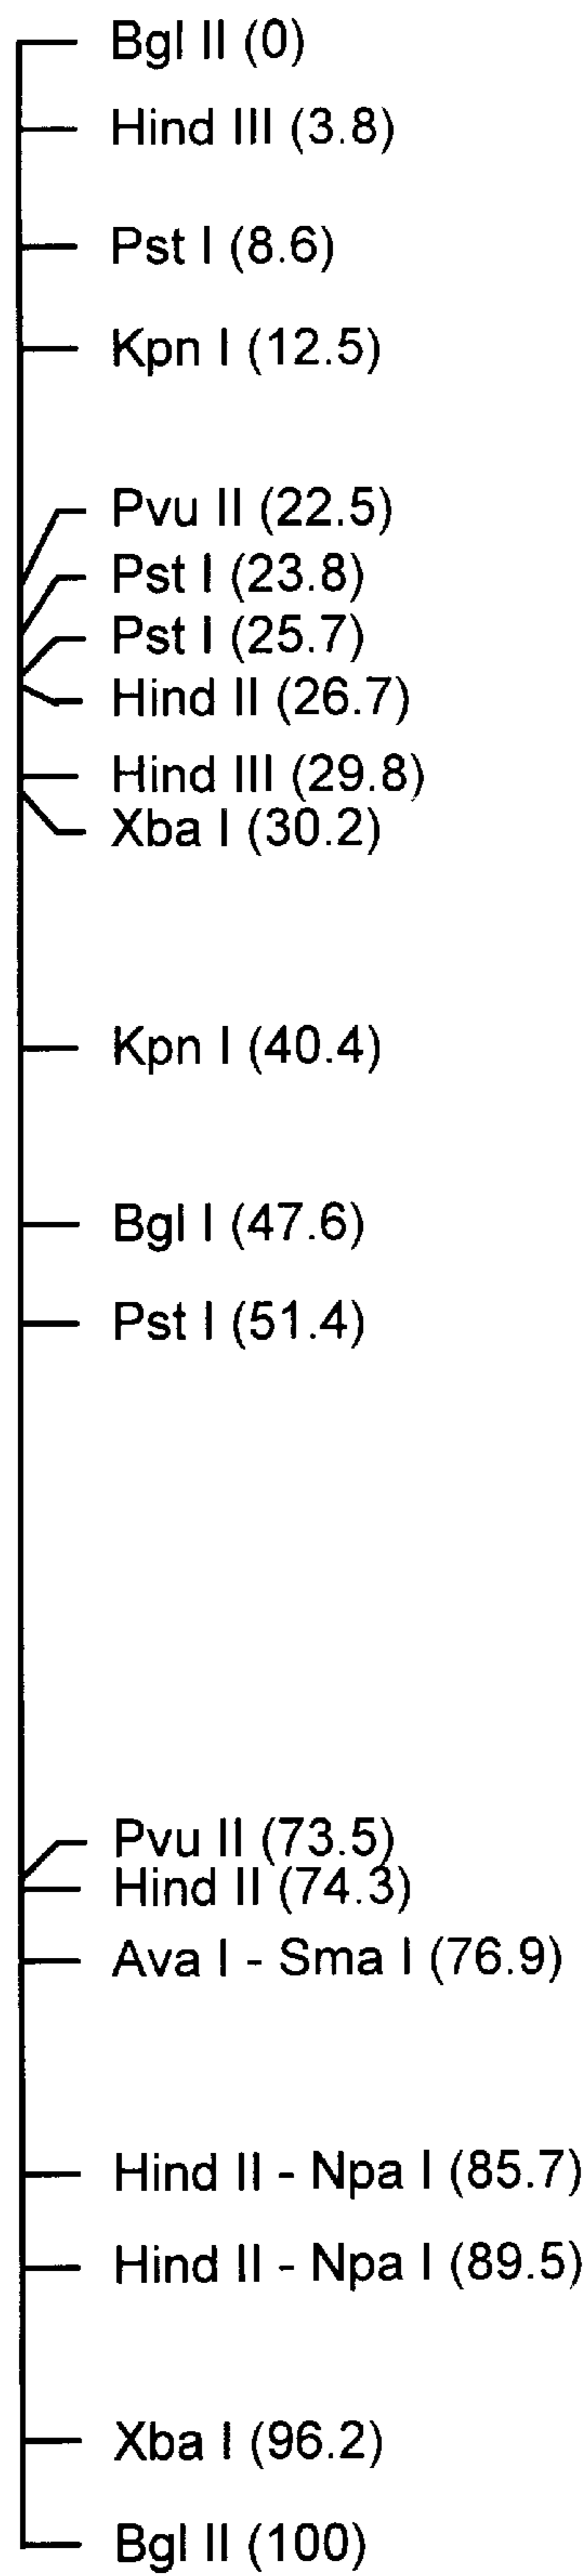 Bgl II (0)
Hind III (3.8)
Pst I (8.6)
Kpn I (12.5)
Pvu II (22.5)
Pst I (23.8)
Pst I (25.7)
Hind II (26.7)
Hind III (29.8)
Xba I (30.2)
Kpn I (40.4)
Bgl I (47.6)
Pst I (51.4)
Pvu II (73.5)
Hind II (74.3)
Ava I - Sma I (76.9)
Hind II - Npa I (85.7)
Hind II - Npa I (89.5)
Xba I (96.2)
Bgl II (100)